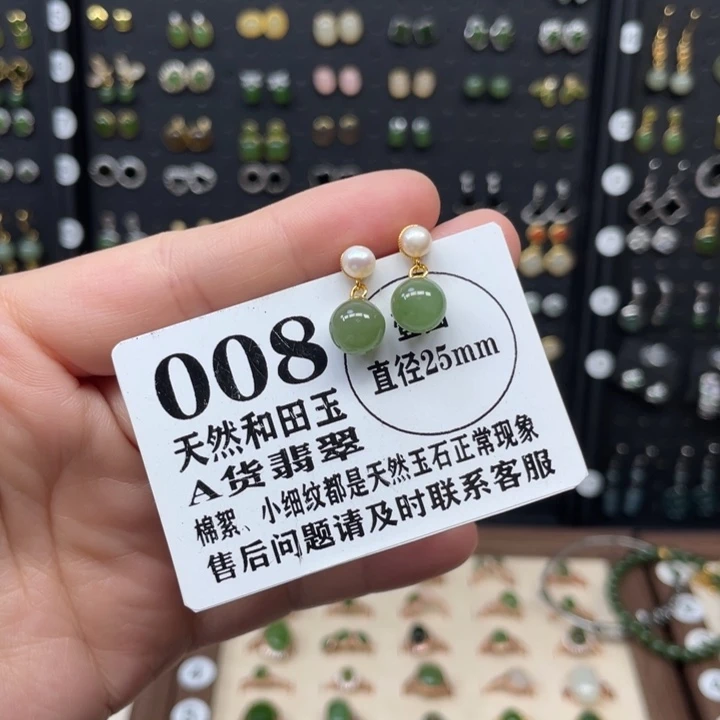 008
直径25mm
天然和田玉
A货翡翠
棉絮、小细纹都是天然玉石正常现象
售后问题请及时联系客服